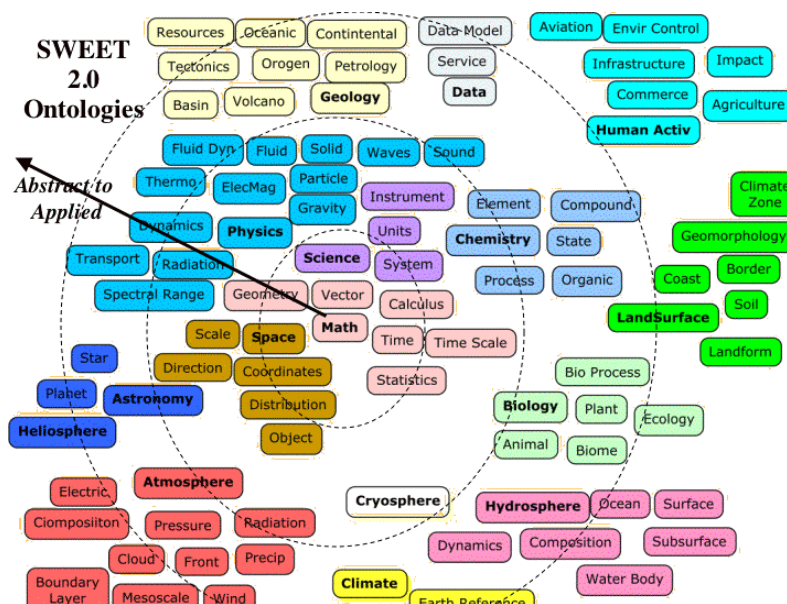 SWEET
2.0
Ontologies
Abstract to
Applied
Resources
Oceanic
Contintental
Tectonics
Orogen
Petrology
Basin
Volcano
Geology
Data Model
Service
Data
Aviation
Envir Control
Infrastructure
Impact
Commerce
Agriculture
Human Activ
Fluid Dyn
Fluid
Solid
Waves
Sound
Thermo
ElecMag
Particle
Gravity
Dynamics
Physics
Transport
Radiation
Spectral Range
Instrument
Units
Science
System
Element
Compound
Chemistry
State
Process
Organic
Climate
Zone
Geomorphology
Coast
Border
Soil
LandSurface
Landform
Geometry
Vector
Calculus
Math
Time
Time Scale
Statistics
Scale
Space
Direction
Coordinates
Distribution
Object
Star
Planet
Astronomy
Heliosphere
Bio Process
Biology
Plant
Ecology
Animal
Biome
Electric
Atmosphere
Ciomposiiton
Pressure
Radiation
Cloud
Front
Precip
Boundary
Layer
Mesoscale
Wind
Cryosphere
Hydrosphere
Ocean
Surface
Dynamics
Composition
Subsurface
Water Body
Climate
Earth Reference